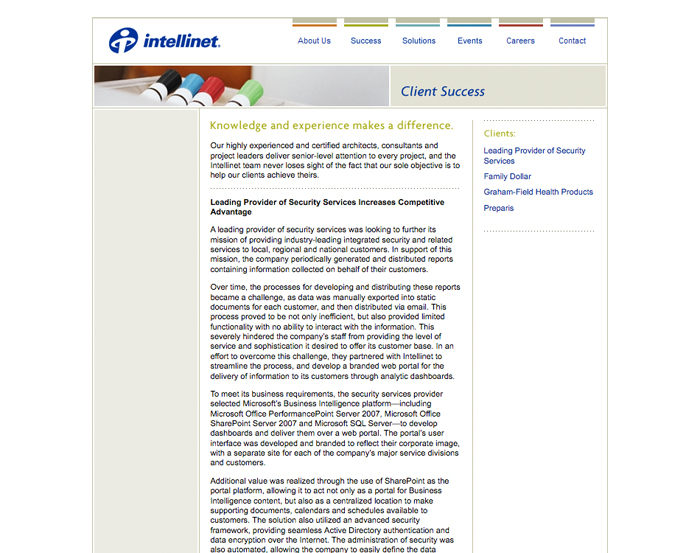 intellinet.
About Us
Success
Solutions
Events
Careers
Contact
Client Success
Knowledge and experience makes a difference.
Our highly experienced and certified architects, consultants and
project leaders deliver senior-level attention to every project, and the
Intellinet team never loses sight of the fact that our sole objective is to
help our clients achieve theirs.
Leading Provider of Security Services Increases Competitive
Advantage
A leading provider of security services was looking to further its
mission of providing industry-leading integrated security and related
services to local, regional and national customers. In support of this
mission, the company periodically generated and distributed reports
containing information collected on behalf of their customers.
Over time, the processes for developing and distributing these reports
became a challenge, as data was manually exported into static
documents for each customer, and then distributed via email. This
process proved to be not only inefficient, but also provided limited
functionality with no ability to interact with the information. This
severely hindered the company's staff from providing the level of
service and sophistication it desired to offer its customer base. In an
effort to overcome this challenge, they partnered with Intellinet to
streamline the process, and develop a branded web portal for the
delivery of information to its customers through analytic dashboards.
To meet its business requirements, the security services provider
selected Microsoft's Business Intelligence platform—including
Microsoft Office PerformancePoint Server 2007, Microsoft Office
SharePoint Server 2007 and Microsoft SQL Server—to develop
dashboards and deliver them over a web portal. The portal's user
interface was developed and branded to reflect their corporate image,
with a separate site for each of the company's major service divisions
and customers.
Additional value was realized through the use of SharePoint as the
portal platform, allowing it to act not only as a portal for Business
Intelligence content, but also as a centralized location to make
supporting documents, calendars and schedules available to
customers. The solution also utilized an advanced security
framework, providing seamless Active Directory authentication and
data encryption over the Internet. The administration of security was
also automated, allowing the company to easily define the data
Clients:
Leading Provider of Security
Services
Family Dollar
Graham-Field Health Products
Preparis